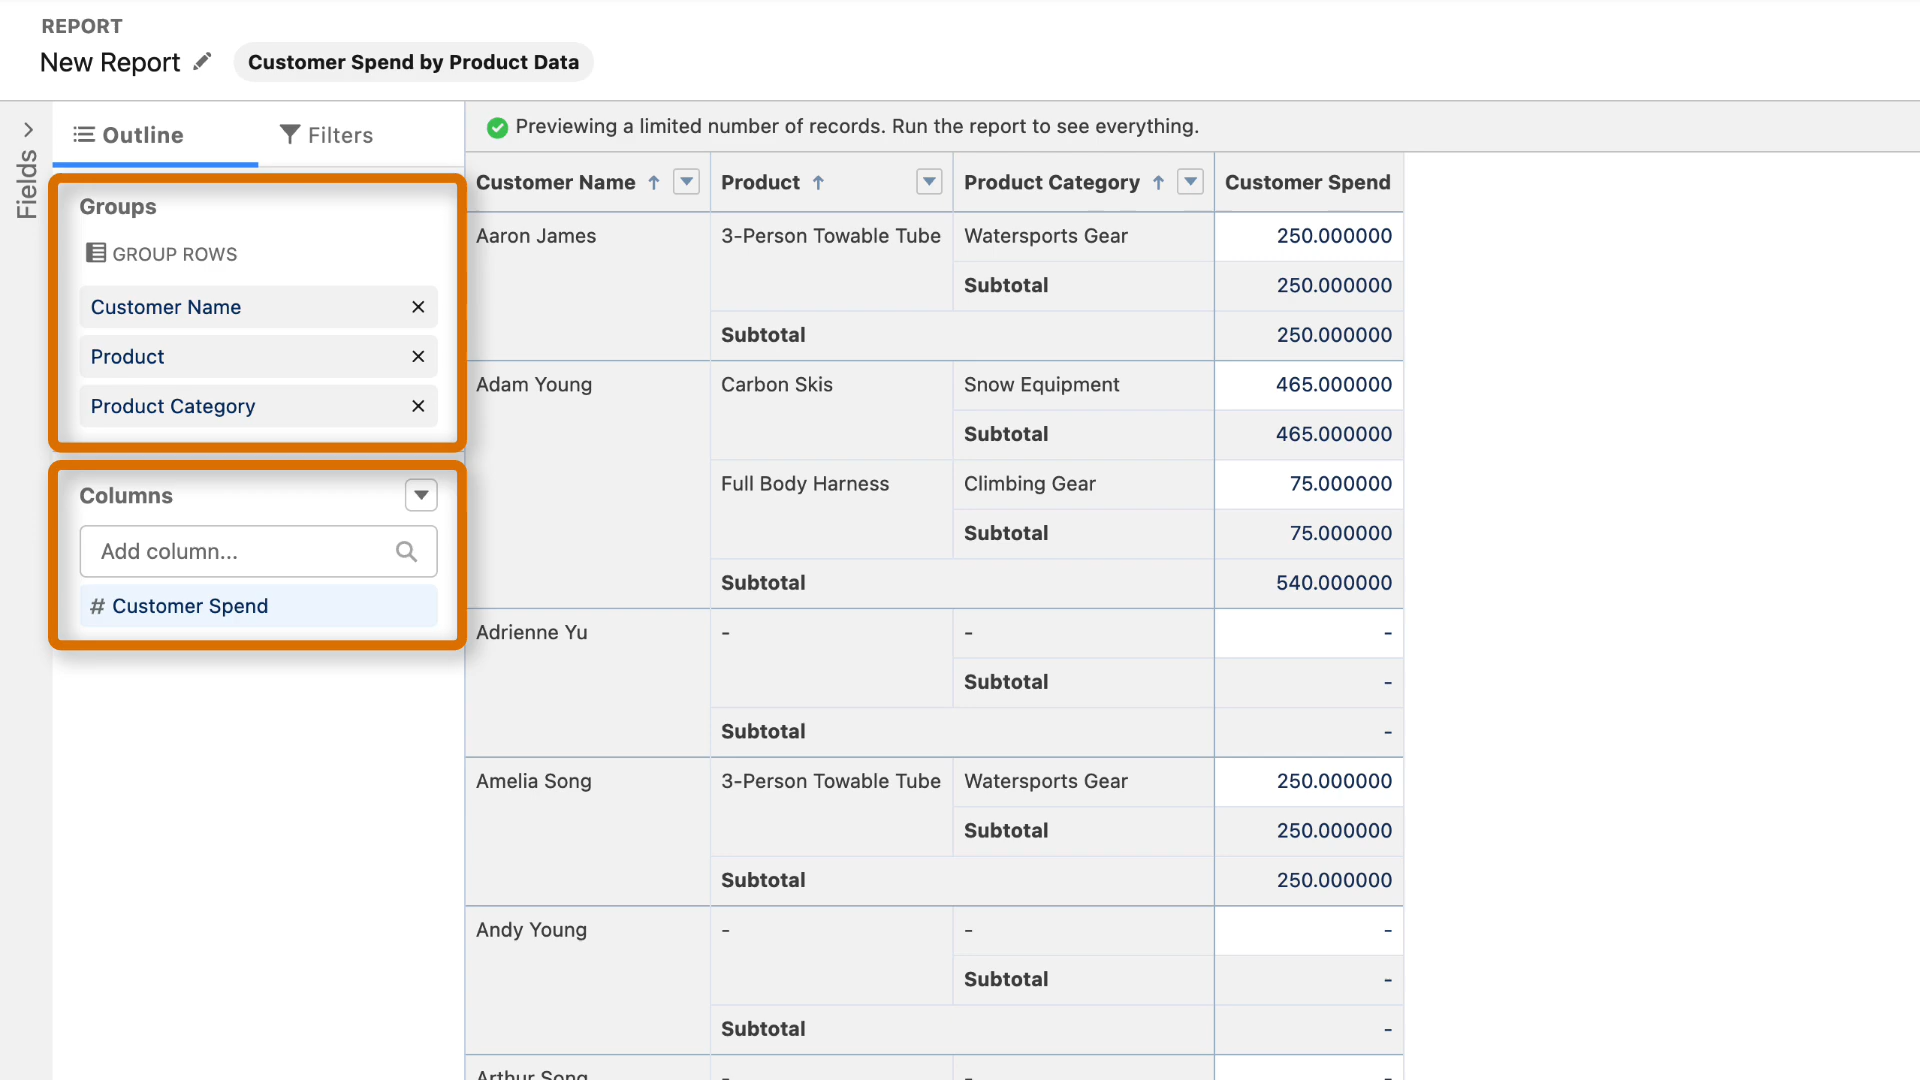 REPORT
New Report
Customer Spend by Product Data
Fields
Outline
Filters
Groups
GROUP ROWS
Customer Name
Product
Product Category
Columns
Add column...
# Customer Spend
Previewing a limited number of records. Run the report to see everything.
Customer Name ↑ Product ↑ Product Category ↑ Customer Spend
Aaron James 3-Person Towable Tube Watersports Gear 250.000000
Subtotal 250.000000
Subtotal 250.000000
Adam Young Carbon Skis Snow Equipment 465.000000
Subtotal 465.000000
Full Body Harness Climbing Gear 75.000000
Subtotal 75.000000
Subtotal 540.000000
Adrienne Yu - - -
Subtotal -
Subtotal -
Amelia Song 3-Person Towable Tube Watersports Gear 250.000000
Subtotal 250.000000
Subtotal 250.000000
Andy Young - - -
Subtotal -
Subtotal -
Arthur Song - - -